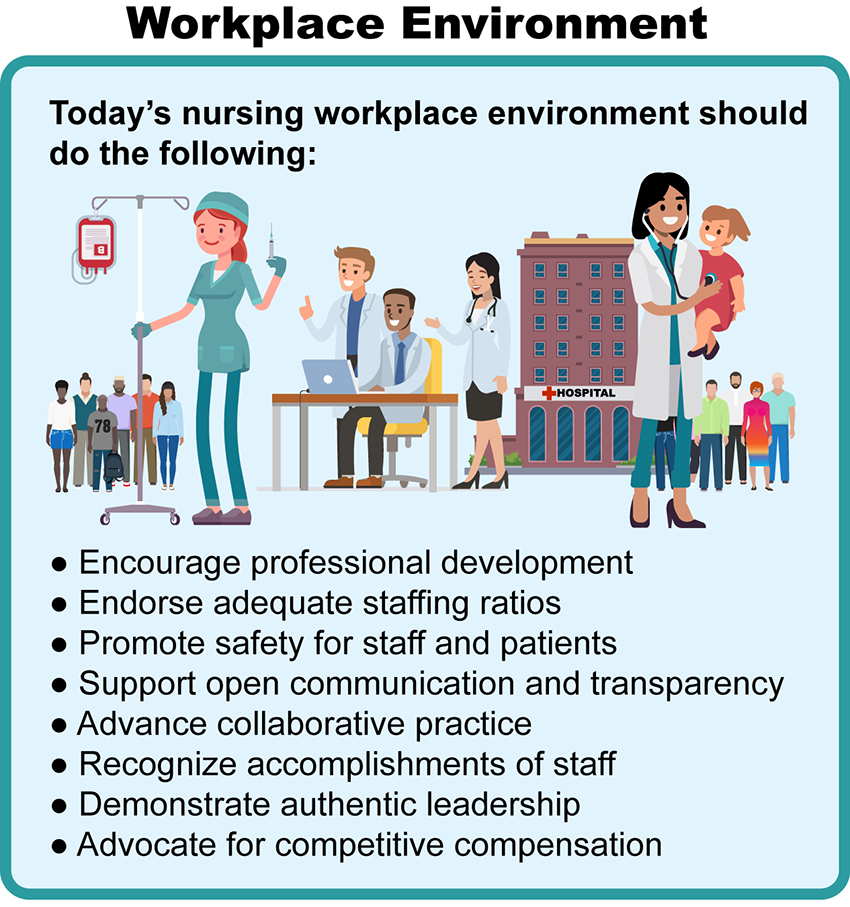 Workplace Environment
Today’s nursing workplace environment should
do the following:
B
78
HOSPITAL
● Encourage professional development
● Endorse adequate staffing ratios
● Promote safety for staff and patients
● Support open communication and transparency
● Advance collaborative practice
● Recognize accomplishments of staff
● Demonstrate authentic leadership
● Advocate for competitive compensation